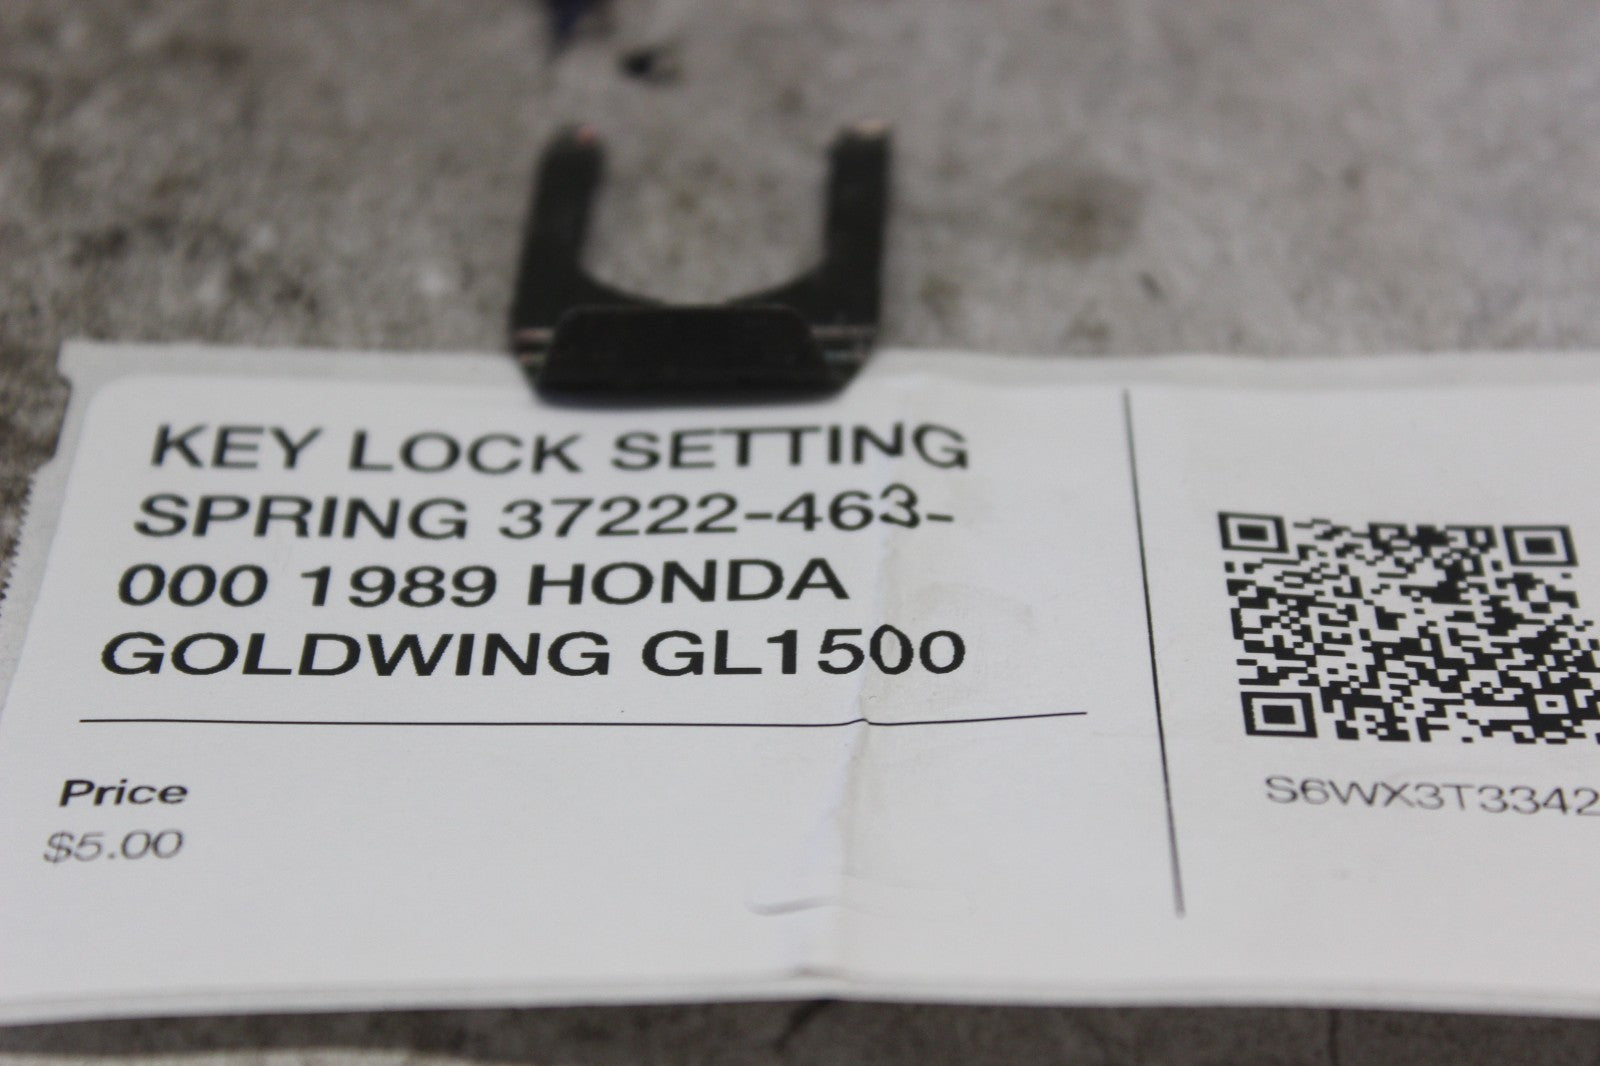 KEY LOCK SETTING
SPRING 37222-463-
000 1989 HONDA
GOLDWING GL1500
Price
$5.00
S6WX3T3342